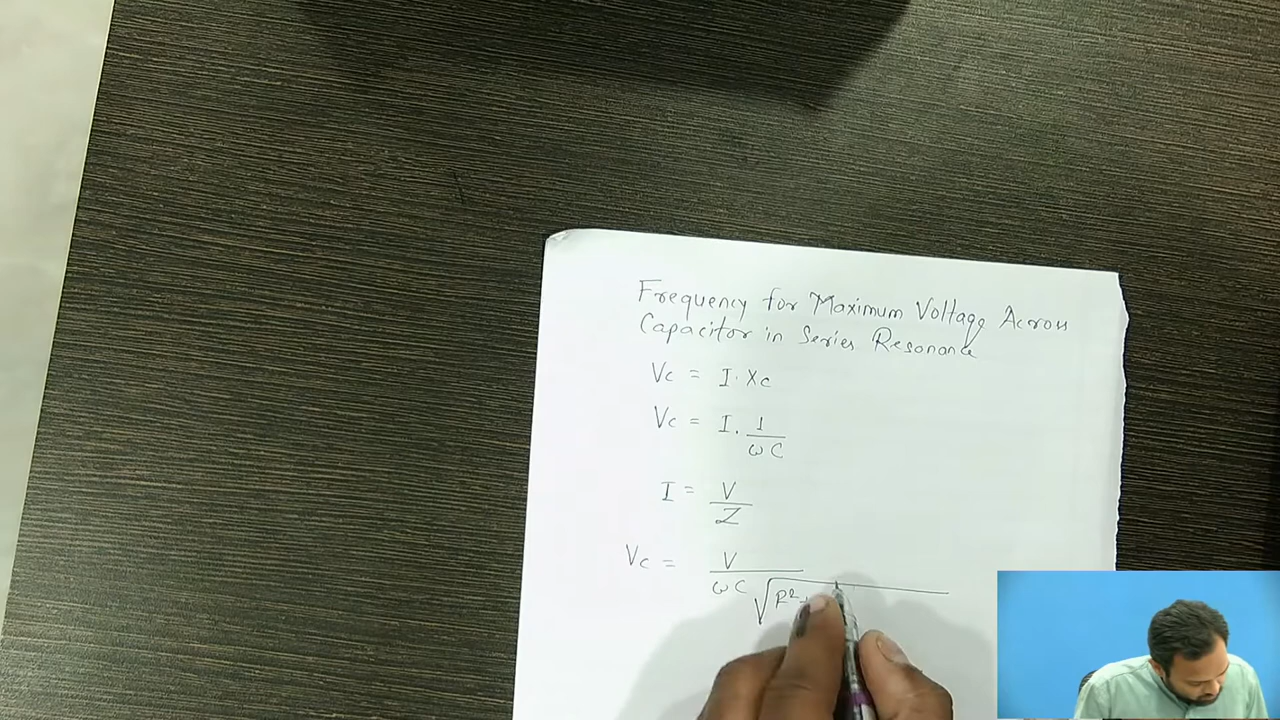 Frequency for Maximum Voltage Across
Capacitor in Series Resonance
Vc = I. Xc
Vc = I. 1/ωC
I = V/Z
Vc = V/ωC√R²+